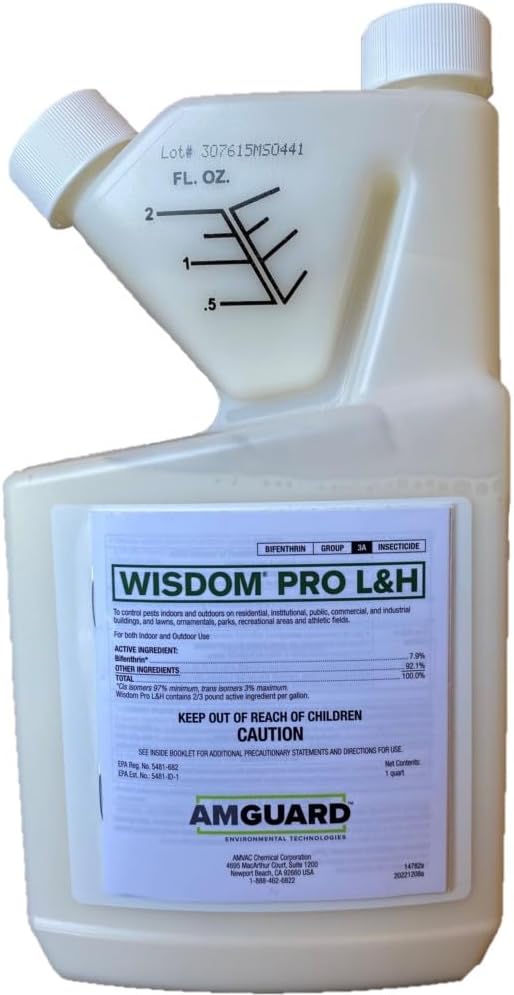 Lot# 307615MS0441
FL. OZ.
2
1
.5
BIFENTHRIN GROUP 3A INSECTICIDE
WISDOM® PRO L&H
To control pests indoors and outdoors on residential, institutional, public, commercial, and industrial
buildings, and lawns, ornamentals, parks, recreational areas and athletic fields.
For both Indoor and Outdoor Use
ACTIVE INGREDIENT:
Bifenthrin* 7.9%
OTHER INGREDIENTS 92.1%
TOTAL 100.0%
*Cis isomers 97% minimum, trans isomers 3% maximum.
Wisdom Pro L&H contains 2/3 pound active ingredient per gallon.
KEEP OUT OF REACH OF CHILDREN
CAUTION
SEE INSIDE BOOKLET FOR ADDITIONAL PRECAUTIONARY STATEMENTS AND DIRECTIONS FOR USE.
EPA Reg. No. 5481-682 Net Contents:
EPA Est. No.: 5481-ID-1 1 quart
AMGUARD™
ENVIRONMENTAL TECHNOLOGIES
AMVAC Chemical Corporation
4695 MacArthur Court, Suite 1200
Newport Beach, CA 92660 USA
1-888-462-6822
14782a
20221208a